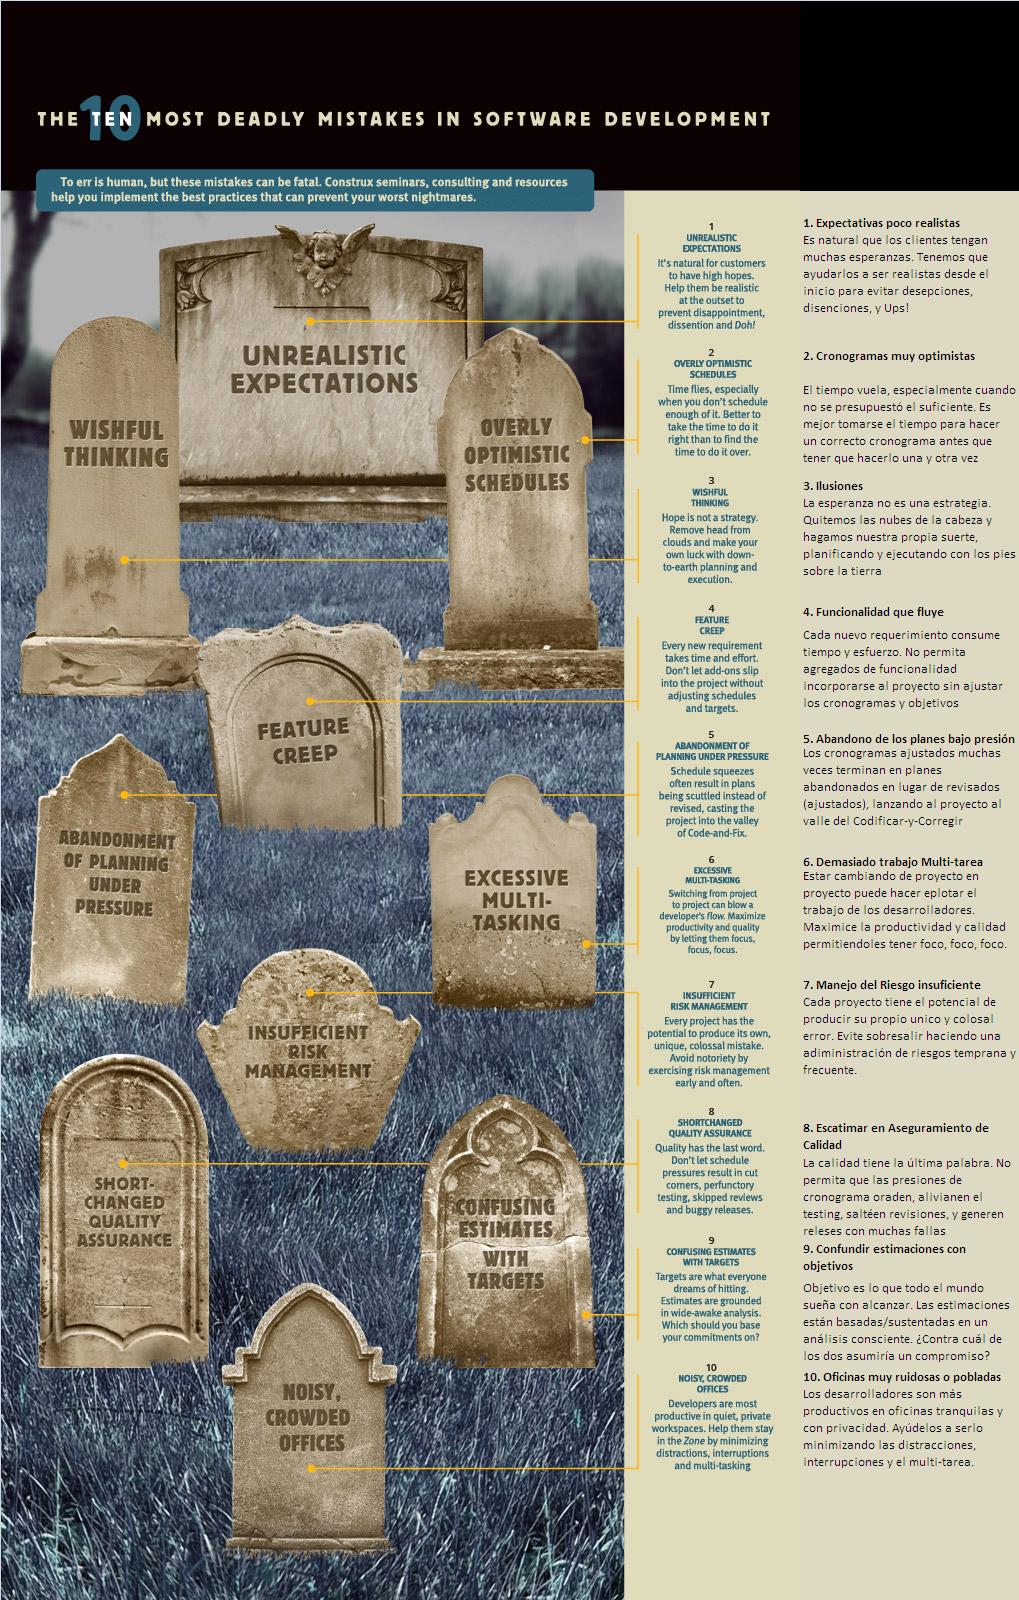 THE TEN MOST DEADLY MISTAKES IN SOFTWARE DEVELOPMENT
10
To err is human, but these mistakes can be fatal. Construx seminars, consulting and resources
help you implement the best practices that can prevent your worst nightmares.
UNREALISTIC
EXPECTATIONS
WISHFUL
THINKING
OVERLY
OPTIMISTIC
SCHEDULES
FEATURE
CREEP
ABANDONMENT
OF PLANNING
UNDER
PRESSURE
EXCESSIVE
MULTI-
TASKING
INSUFFICIENT
RISK
MANAGEMENT
SHORT-
CHANGED
QUALITY
ASSURANCE
CONFUSING
ESTIMATES
WITH
TARGETS
NOISY,
CROWDED
OFFICES
1
UNREALISTIC
EXPECTATIONS
It's natural for customers
to have high hopes.
Help them be realistic
at the outset to
prevent disappointment,
dissention and Doh!
2
OVERLY OPTIMISTIC
SCHEDULES
Time flies, especially
when you don't schedule
enough of it. Better to
take the time to do it
right than to find the
time to do it over.
3
WISHFUL
THINKING
Hope is not a strategy.
Remove head from
clouds and make your
own luck with down-
to-earth planning and
execution.
4
FEATURE
CREEP
Every new requirement
takes time and effort.
Don't let add-ons slip
into the project without
adjusting schedules
and targets.
5
ABANDONMENT OF
PLANNING UNDER PRESSURE
Schedule squeezes
often result in plans
being scuttled instead of
revised, casting the
project into the valley
of Code-and-Fix.
6
EXCESSIVE
MULTI-TASKING
Switching from project
to project can blow a
developer's flow. Maximize
productivity and quality
by letting them focus,
focus, focus.
7
INSUFFICIENT
RISK MANAGEMENT
Every project has the
potential to produce its own,
unique, colossal mistake.
Avoid notoriety by
exercising risk management
early and often.
8
SHORTCHANGED
QUALITY ASSURANCE
Quality has the last word.
Don't let schedule
pressures result in cut
corners, perfunctory
testing, skipped reviews
and buggy releases.
9
CONFUSING ESTIMATES
WITH TARGETS
Targets are what everyone
dreams of hitting.
Estimates are grounded
in wide-awake analysis.
Which should you base
your commitments on?
10
NOISY, CROWDED
OFFICES
Developers are most
productive in quiet, private
workspaces. Help them stay
in the Zone by minimizing
distractions, interruptions
and multi-tasking
1. Expectativas poco realistas
Es natural que los clientes tengan
muchas esperanzas. Tenemos que
ayudarlos a ser realistas desde el
inicio para evitar desepciones,
disenciones, y Ups!
2. Cronogramas muy optimistas
El tiempo vuela, especialmente cuando
no se presupuestó el suficiente. Es
mejor tomarse el tiempo para hacer
un correcto cronograma antes que
tener que hacerlo una y otra vez
3. Ilusiones
La esperanza no es una estrategia.
Quitemos las nubes de la cabeza y
hagamos nuestra propia suerte,
planificando y ejecutando con los pies
sobre la tierra
4. Funcionalidad que fluye
Cada nuevo requerimiento consume
tiempo y esfuerzo. No permita
agregados de funcionalidad
incorporarse al proyecto sin ajustar
los cronogramas y objetivos
5. Abandono de los planes bajo presión
Los cronogramas ajustados muchas
veces terminan en planes
abandonados en lugar de revisados
(ajustados), lanzando al proyecto al
valle del Codificar-y-Corregir
6. Demasiado trabajo Multi-tarea
Estar cambiando de proyecto en
proyecto puede hacer eplotar el
trabajo de los desarrolladores.
Maximice la productividad y calidad
permitiendoles tener foco, foco, foco.
7. Manejo del Riesgo insuficiente
Cada proyecto tiene el potencial de
producir su propio unico y colosal
error. Evite sobresalir haciendo una
adiministración de riesgos temprana y
frecuente.
8. Escatimar en Aseguramiento de
Calidad
La calidad tiene la última palabra. No
permita que las presiones de
cronograma oraden, alivianen el
testing, saltéen revisiones, y generen
releses con muchas fallas
9. Confundir estimaciones con
objetivos
Objetivo es lo que todo el mundo
sueña con alcanzar. Las estimaciones
están basadas/sustentadas en un
análisis consciente. ¿Contra cuál de
los dos asumiría un compromiso?
10. Oficinas muy ruidosas o pobladas
Los desarrolladores son más
productivos en oficinas tranquilas y
con privacidad. Ayúdelos a serlo
minimizando las distracciones,
interrupciones y el multi-tarea.